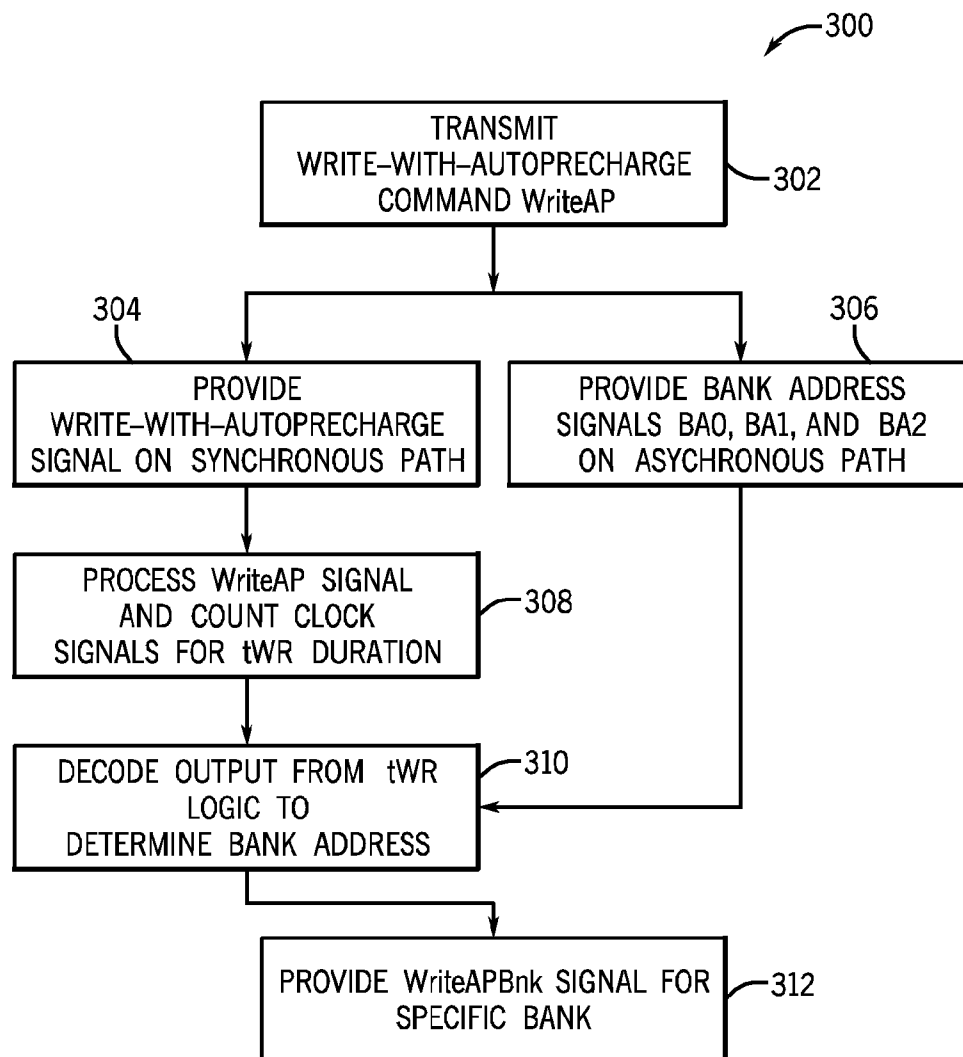 300
TRANSMIT
WRITE–WITH–AUTOPRECHARGE
COMMAND WriteAP
302
304
306
PROVIDE
WRITE–WITH–AUTOPRECHARGE
SIGNAL ON SYNCHRONOUS PATH
PROVIDE BANK ADDRESS
SIGNALS BA0, BA1, AND BA2
ON ASYCHRONOUS PATH
PROCESS WriteAP SIGNAL
AND COUNT CLOCK
SIGNALS FOR tWR DURATION
308
DECODE OUTPUT FROM tWR
LOGIC TO
DETERMINE BANK ADDRESS
310
PROVIDE WriteAPBnk SIGNAL FOR
SPECIFIC BANK
312